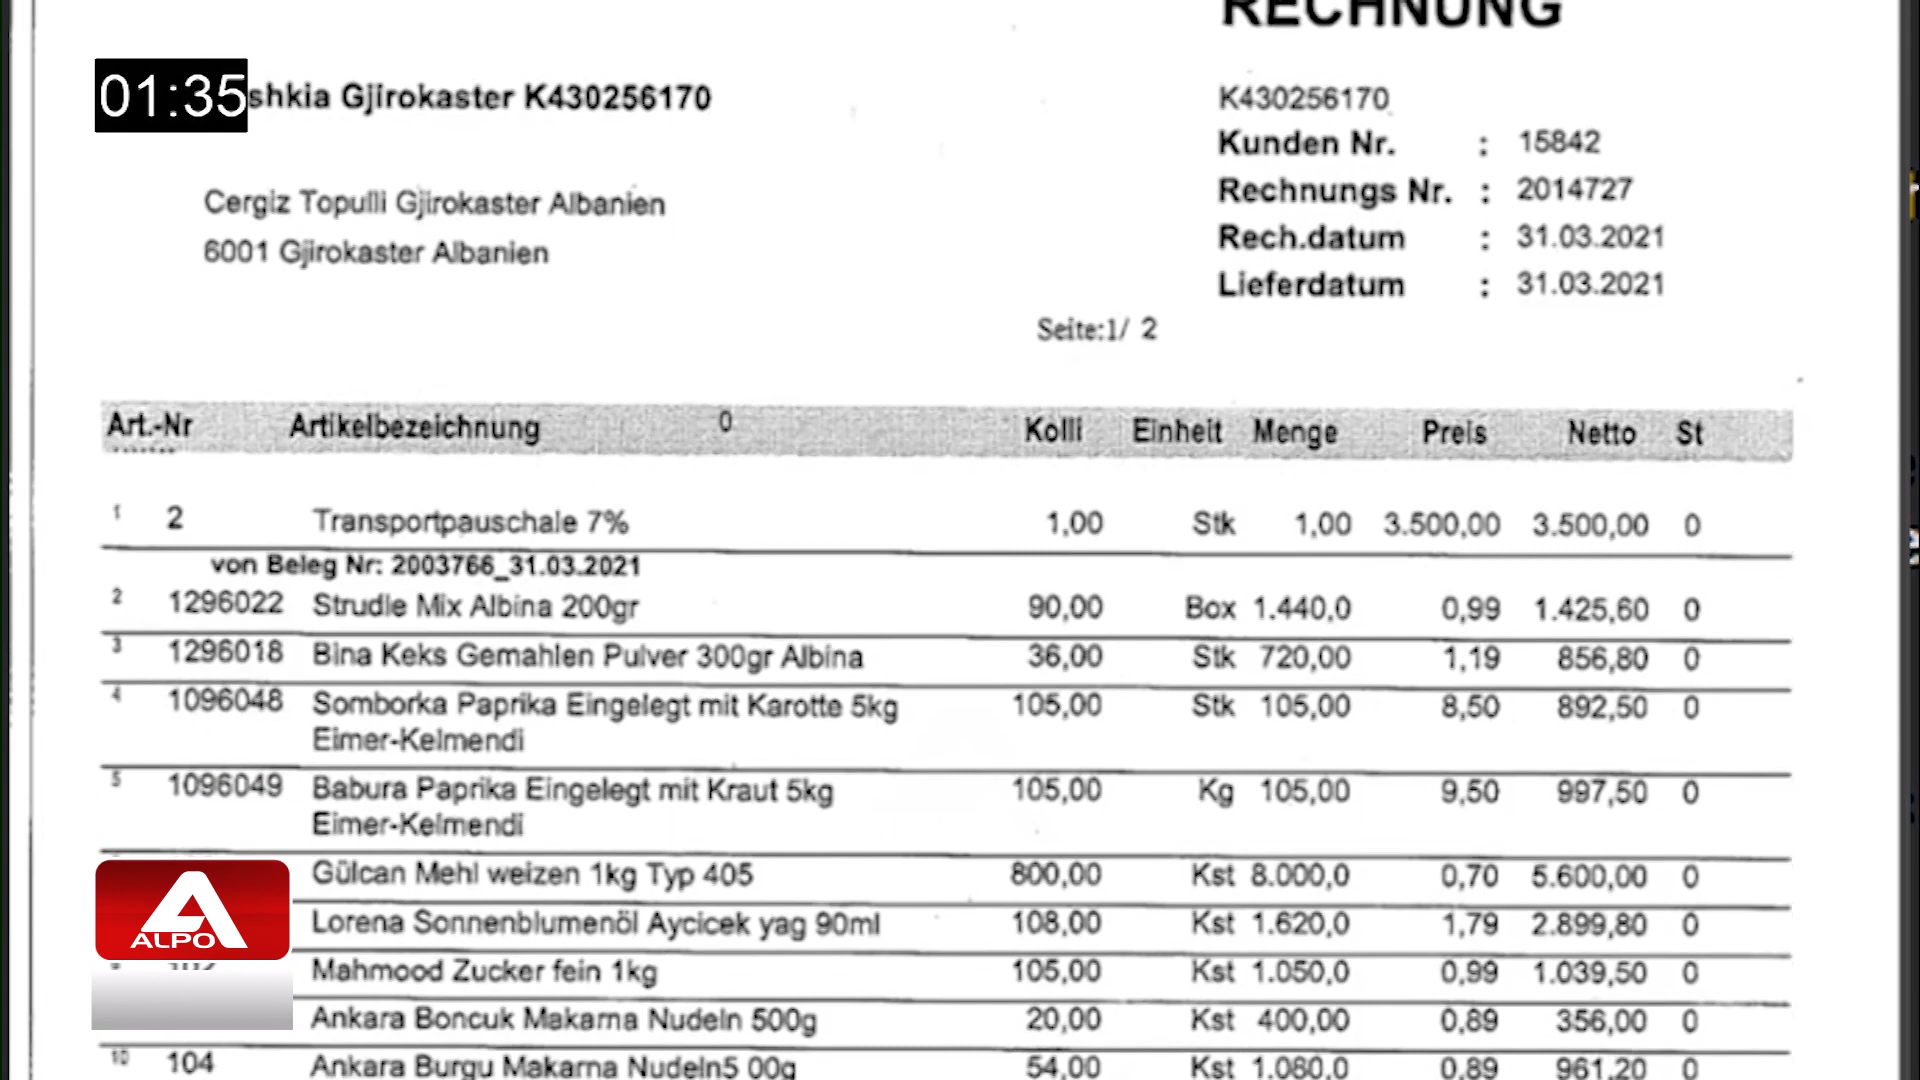 RECHNUNG
01:35
shkia Gjirokaster K430256170
K430256170
Kunden Nr. : 15842
Cergiz Topulli Gjirokaster Albanien
Rechnungs Nr. : 2014727
6001 Gjirokaster Albanien
Rech.datum : 31.03.2021
Lieferdatum : 31.03.2021
Seite:1/ 2
Art.-Nr Artikelbezeichnung 0 Kolli Einheit Menge Preis Netto St
1 2 Transportpauschale 7% 1,00 Stk 1,00 3.500,00 3.500,00 0
von Beleg Nr: 2003766_31.03.2021
2 1296022 Strudle Mix Albina 200gr 90,00 Box 1.440,0 0,99 1.425,60 0
3 1296018 Bina Keks Gemahlen Pulver 300gr Albina 36,00 Stk 720,00 1,19 856,80 0
4 1096048 Somborka Paprika Eingelegt mit Karotte 5kg 105,00 Stk 105,00 8,50 892,50 0
Eimer-Kelmendi
5 1096049 Babura Paprika Eingelegt mit Kraut 5kg 105,00 Kg 105,00 9,50 997,50 0
Eimer-Kelmendi
Gülcan Mehl weizen 1kg Typ 405 800,00 Kst 8.000,0 0,70 5.600,00 0
Lorena Sonnenblumenöl Aycicek yag 90ml 108,00 Kst 1.620,0 1,79 2.899,80 0
ALPO
Mahmood Zucker fein 1kg 105,00 Kst 1.050,0 0,99 1.039,50 0
Ankara Boncuk Makarna Nudeln 500g 20,00 Kst 400,00 0,89 356,00 0
10 104 Ankara Burgu Makarna Nudeln5 00g 54,00 Kst 1.080,0 0,89 961,20 0